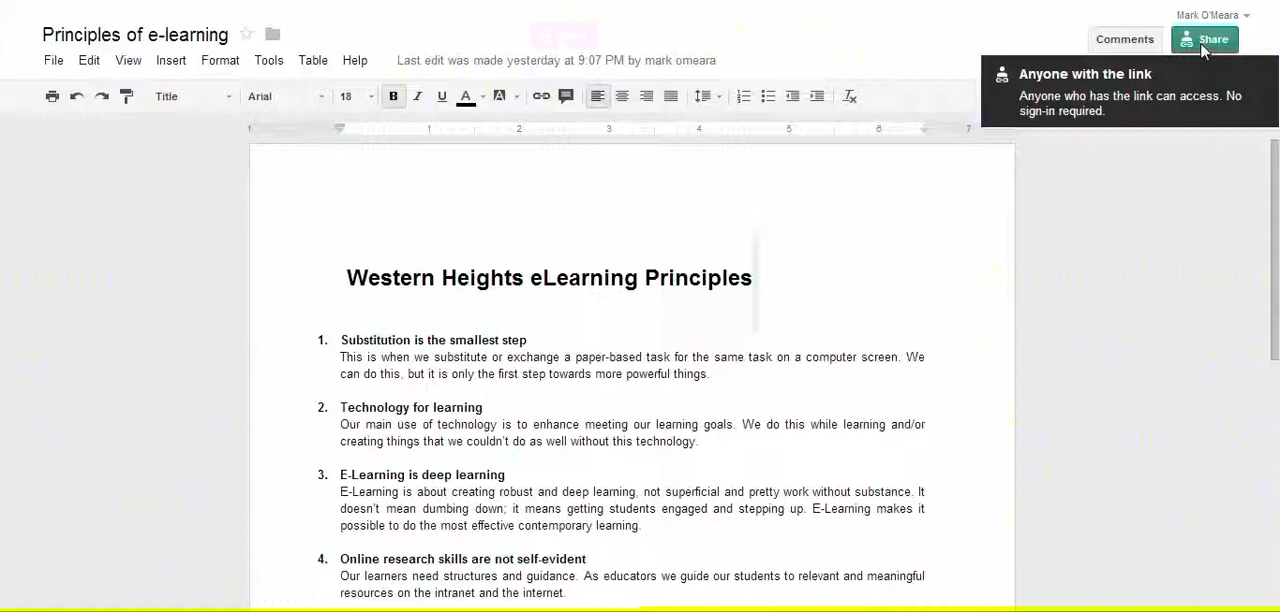 Mark O'Meara
Principles of e-learning
Comments
Share
File Edit View Insert Format Tools Table Help Last edit was made yesterday at 9:07 PM by mark omeara
Anyone with the link
Anyone who has the link can access. No
sign-in required.
Title Arial 18 B I U A A
1 1 2 3 4 5 6 7
Western Heights eLearning Principles
1. Substitution is the smallest step
This is when we substitute or exchange a paper-based task for the same task on a computer screen. We
can do this, but it is only the first step towards more powerful things.
2. Technology for learning
Our main use of technology is to enhance meeting our learning goals. We do this while learning and/or
creating things that we couldn't do as well without this technology.
3. E-Learning is deep learning
E-Learning is about creating robust and deep learning, not superficial and pretty work without substance. It
doesn't mean dumbing down; it means getting students engaged and stepping up. E-Learning makes it
possible to do the most effective contemporary learning.
4. Online research skills are not self-evident
Our learners need structures and guidance. As educators we guide our students to relevant and meaningful
resources on the intranet and the internet.